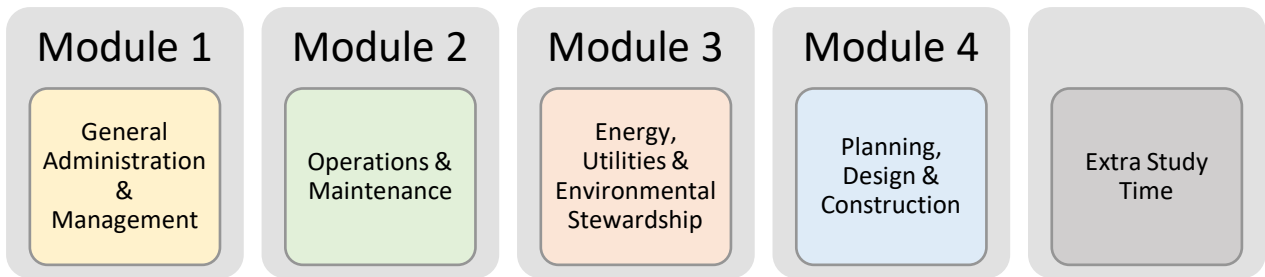 Module 1
General
Administration
&
Management
Module 2
Operations &
Maintenance
Module 3
Energy,
Utilities &
Environmental
Stewardship
Module 4
Planning,
Design &
Construction
Extra Study
Time